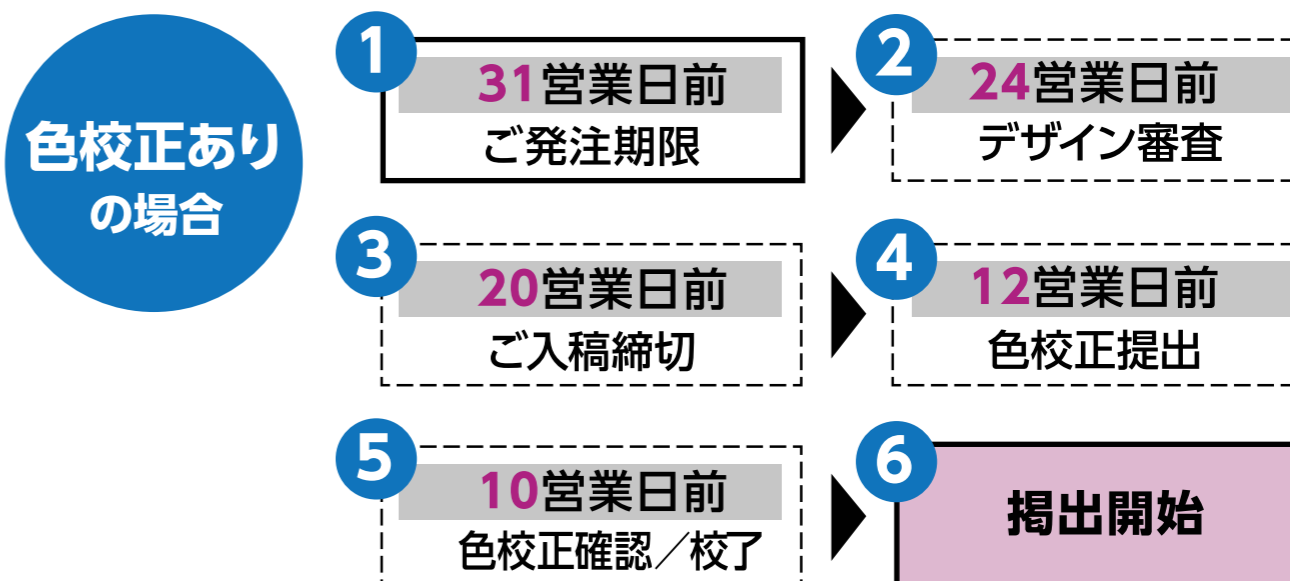 色校正あり
の場合
1
31営業日前
ご発注期限
2
24営業日前
デザイン審査
3
20営業日前
ご入稿締切
4
12営業日前
色校正提出
5
10営業日前
色校正確認／校了
6
掲出開始